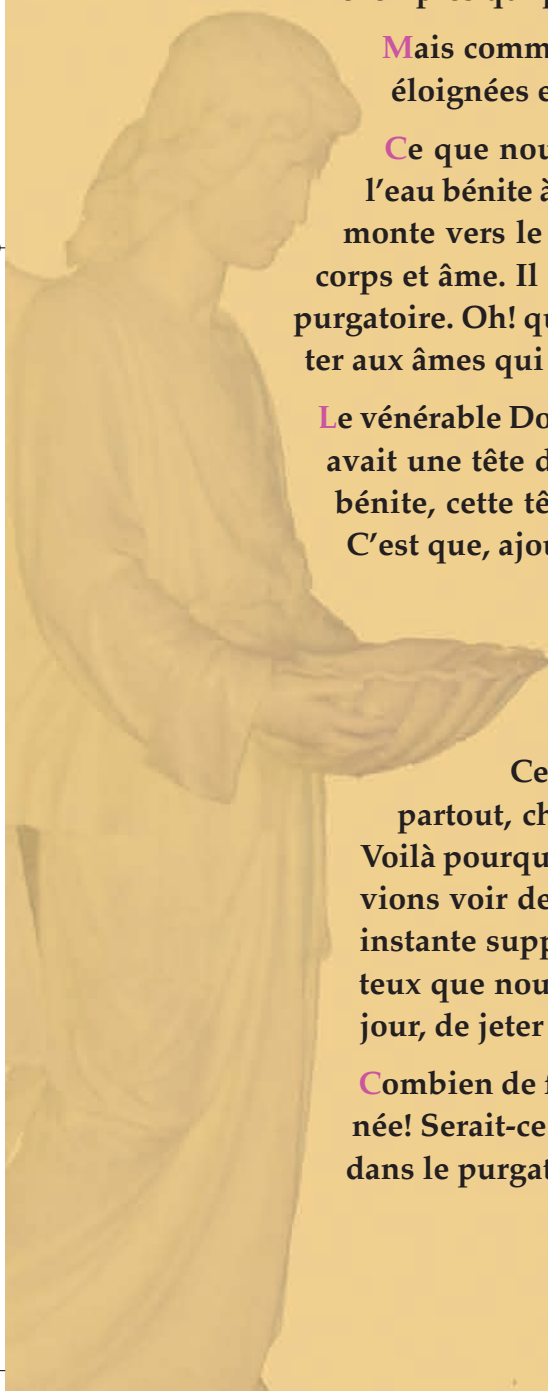 Mais comm
éloignées e
Ce que nou
l'eau bénite à
monte vers le
corps et âme. Il
purgatoire. Oh! qu
ter aux âmes qui
Le vénérable Do
avait une tête d
bénite, cette tê
C'est que, ajou
Ce
partout, ch
Voilà pourqu
vions voir de
instante supp
teux que nou
jour, de jeter
Combien de f
née! Serait-ce
dans le purgat